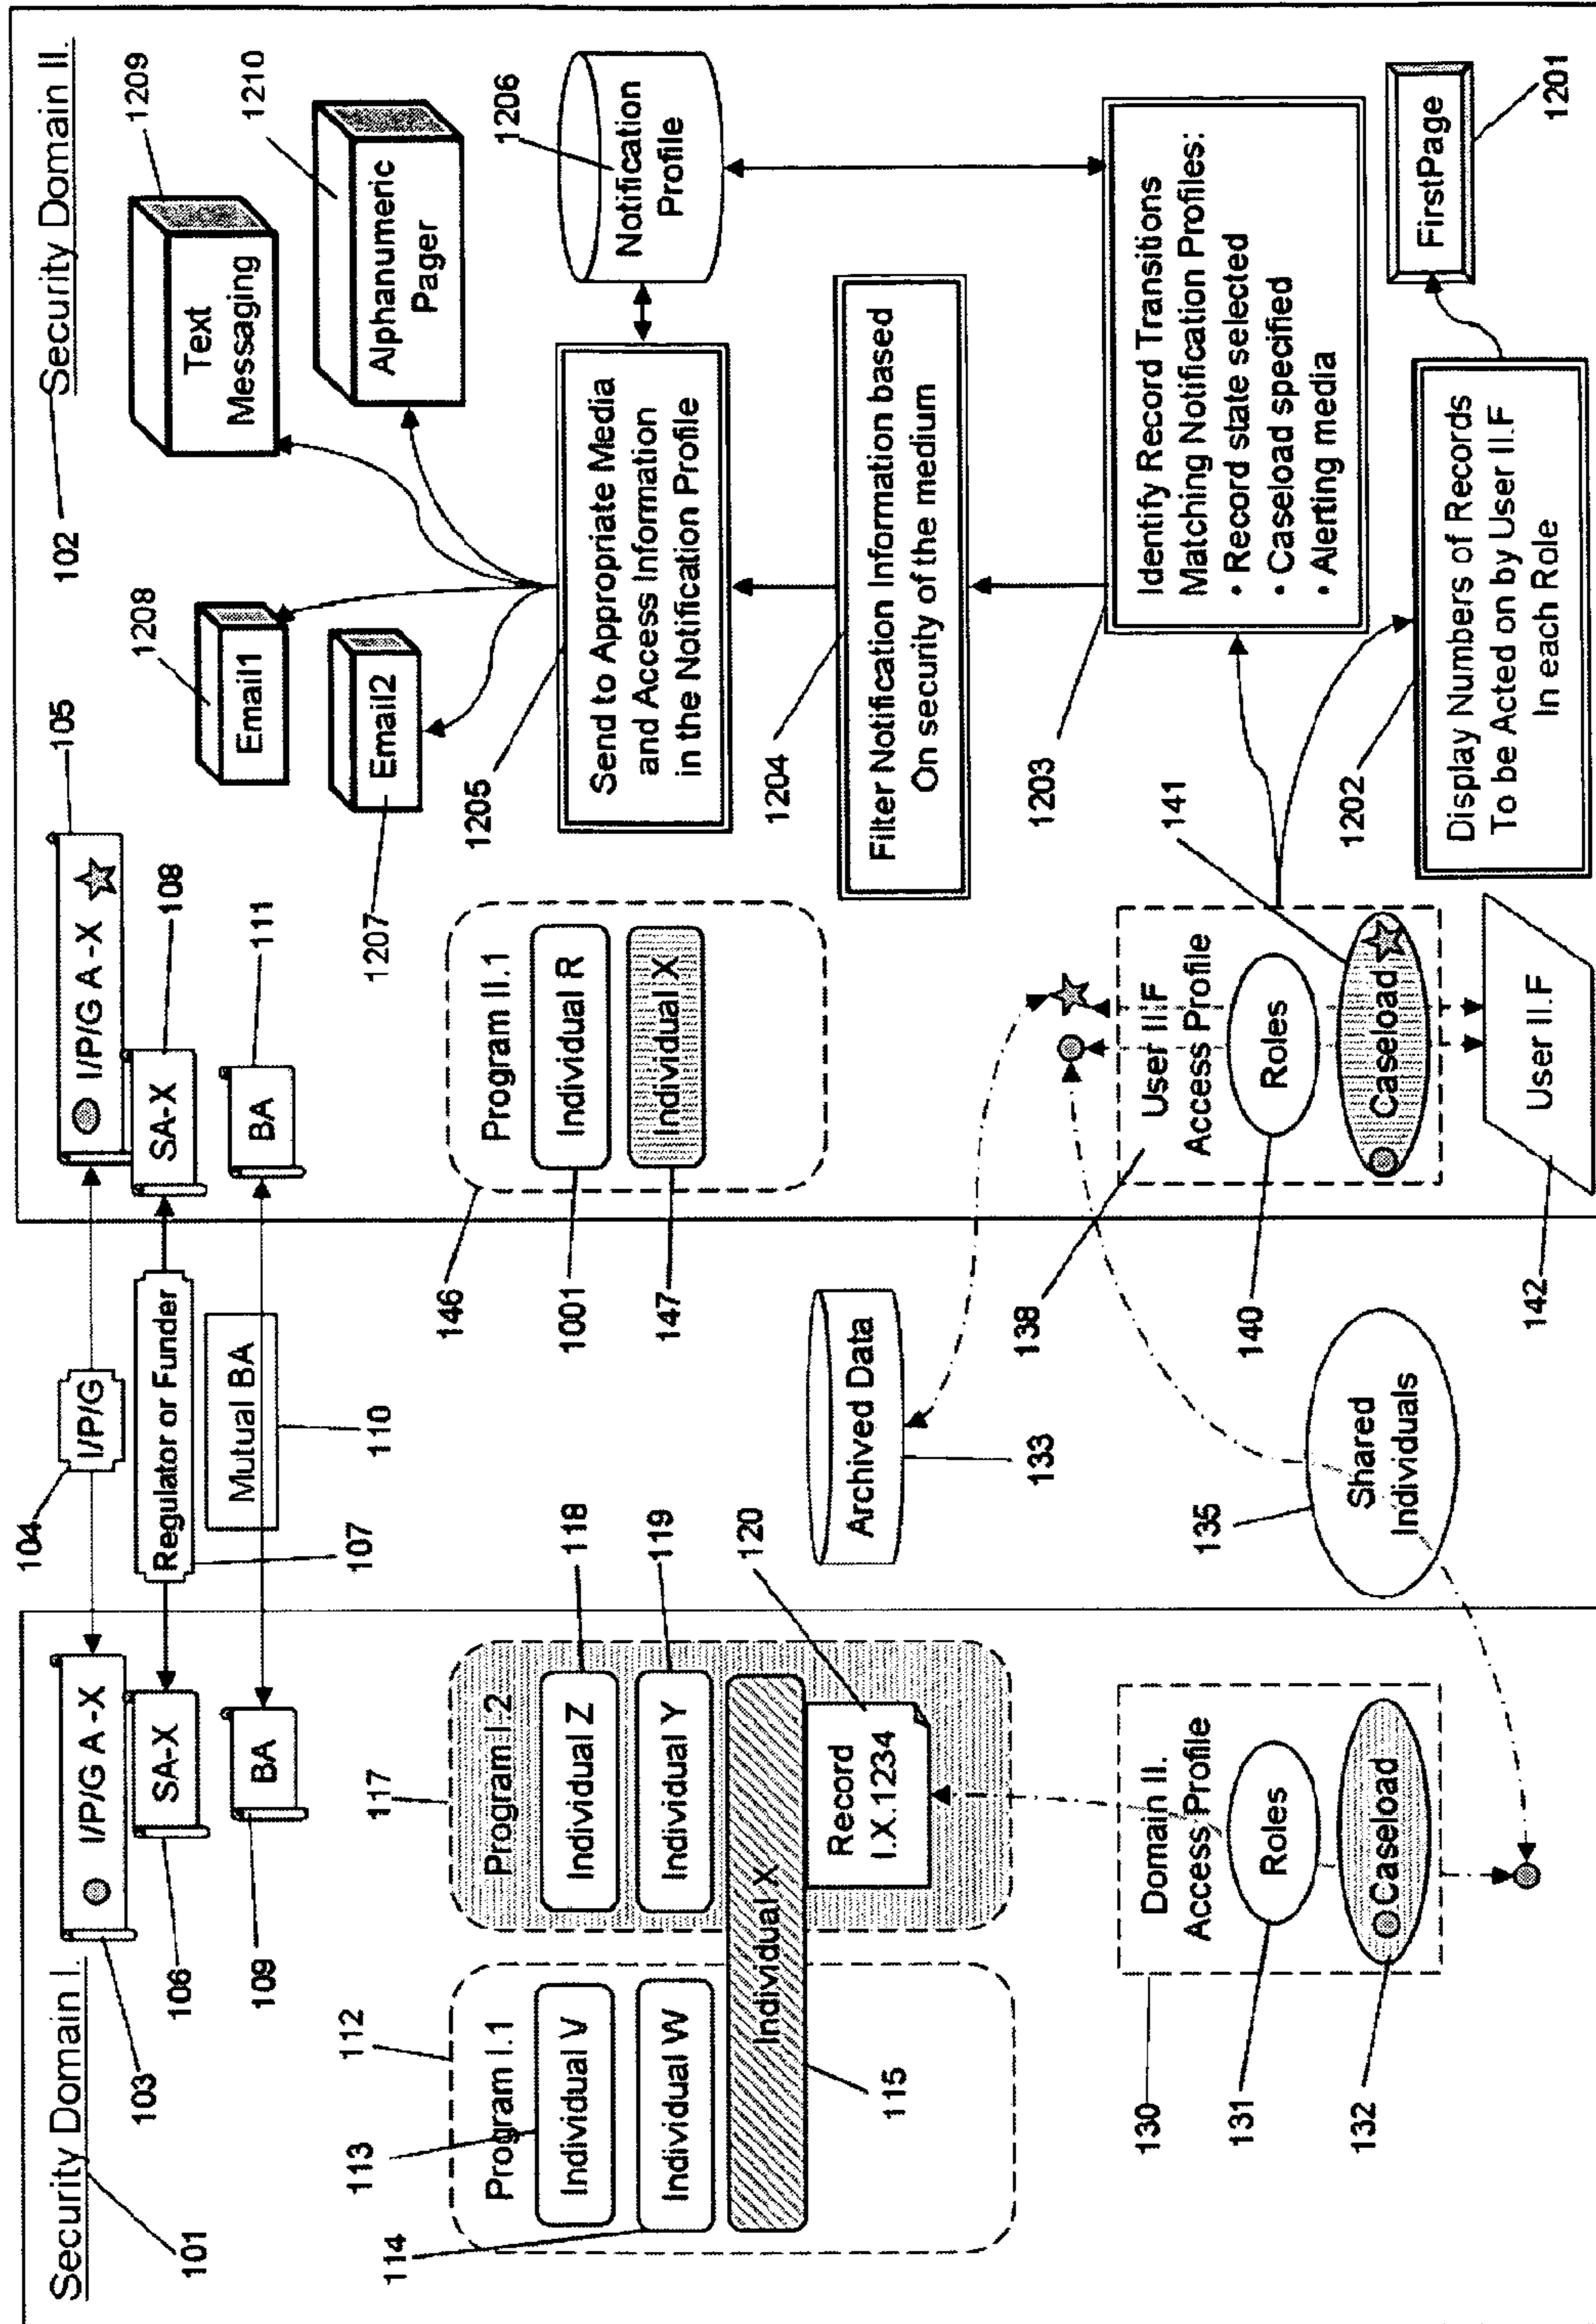 Security Domain I.
101
103
I/P/G A -X
106
SA-X
109
BA
104
I/P/G
Regulator or Funder
107
Mutual BA
110
102
Security Domain II.
105
I/P/G A -X
108
SA-X
111
BA
112
Program I.1
113
Individual V
114
Individual W
Individual X
115
117
Program I.2
118
Individual Z
119
Individual Y
120
Record
I.X.1234
130
Domain II.
Access Profile
131
Roles
132
Caseload
Archived Data
133
135
Shared
Individuals
146
Program II.1
1001
Individual R
147
Individual X
138
User II.F
Access Profile
140
Roles
141
Caseload
142
User II.F
1208
Email1
1207
Email2
1209
Text
Messaging
1210
Alphanumeric
Pager
1205
Send to Appropriate Media
and Access Information
in the Notification Profile
1206
Notification
Profile
1204
Filter Notification Information based
On security of the medium
1203
Identify Record Transitions
Matching Notification Profiles:
• Record state selected
• Caseload specified
• Alerting media
1202
Display Numbers of Records
To be Acted on by User II.F
In each Role
FirstPage
1201